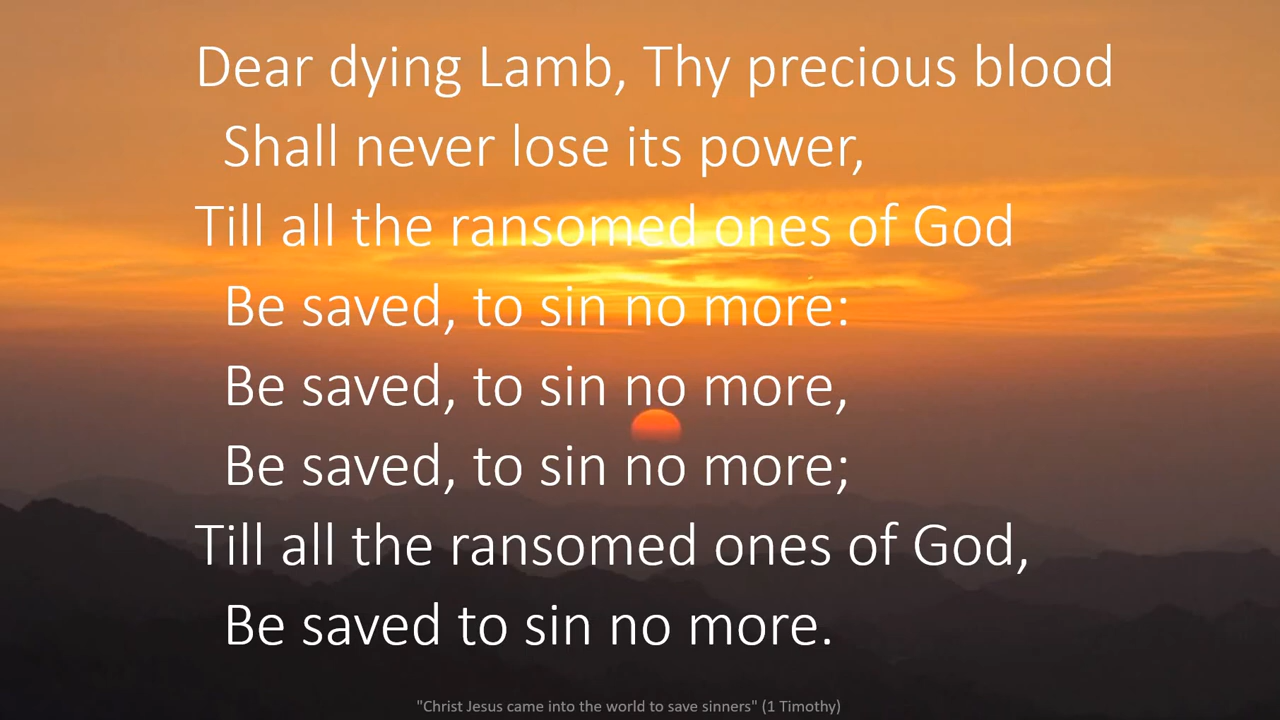 Dear dying Lamb, Thy precious blood
Shall never lose its power,
Till all the ransomed ones of God
Be saved, to sin no more:
Be saved, to sin no more,
Be saved, to sin no more;
Till all the ransomed ones of God,
Be saved to sin no more.
"Christ Jesus came into the world to save sinners" (1 Timothy)